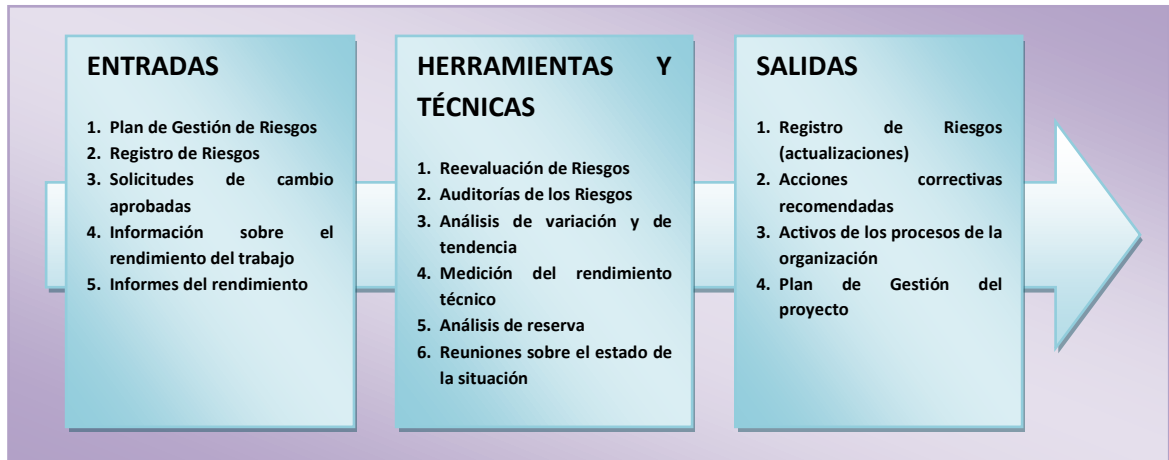 ENTRADAS
1. Plan de Gestión de Riesgos
2. Registro de Riesgos
3. Solicitudes de cambio
aprobadas
4. Información sobre el
rendimiento del trabajo
5. Informes del rendimiento
HERRAMIENTAS Y
TÉCNICAS
1. Reevaluación de Riesgos
2. Auditorías de los Riesgos
3. Análisis de variación y de
tendencia
4. Medición del rendimiento
técnico
5. Análisis de reserva
6. Reuniones sobre el estado de
la situación
SALIDAS
1. Registro de Riesgos
(actualizaciones)
2. Acciones correctivas
recomendadas
3. Activos de los procesos de la
organización
4. Plan de Gestión del
proyecto